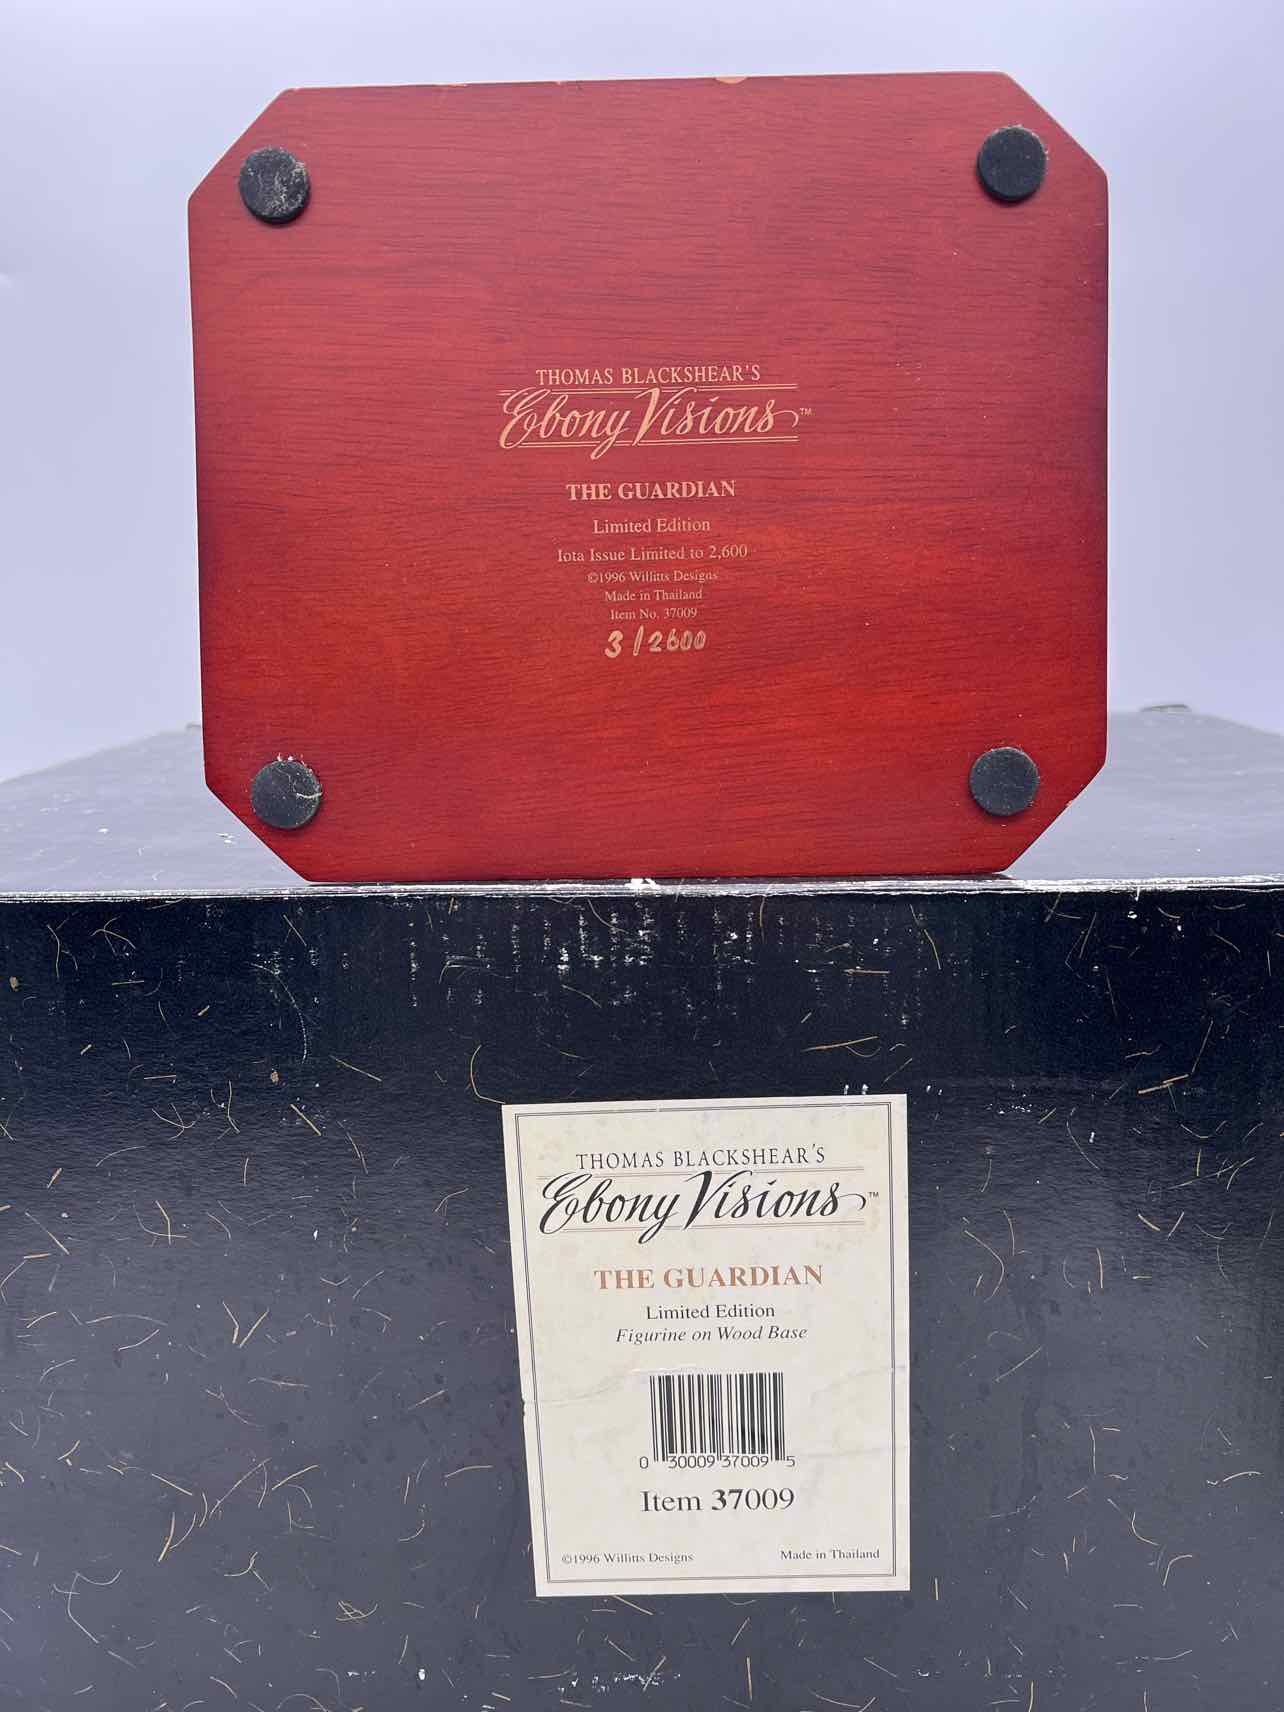 THOMAS BLACKSHEAR'S
Ebony Visions™
THE GUARDIAN
Limited Edition
Iota Issue Limited to 2,600
©1996 Willitts Designs
Made in Thailand
Item No. 37009
3/2600
THOMAS BLACKSHEAR'S
Ebony Visions™
THE GUARDIAN
Limited Edition
Figurine on Wood Base
0 30009 37009 5
Item 37009
©1996 Willitts Designs Made in Thailand